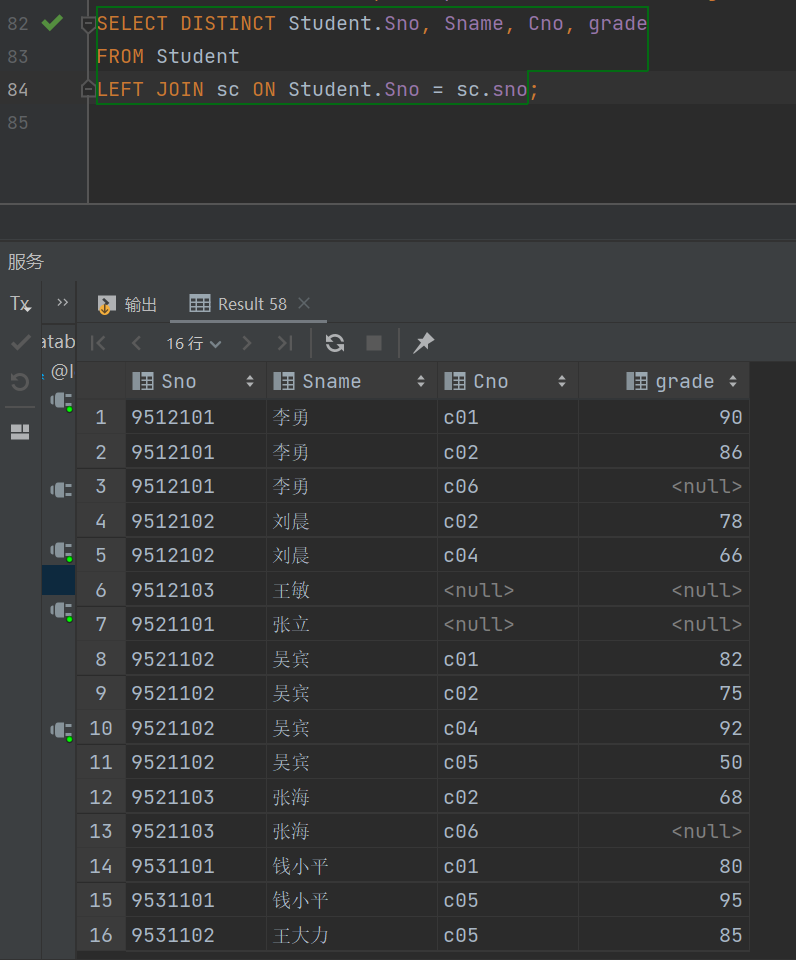 82 SELECT DISTINCT Student.Sno, Sname, Cno, grade
83 FROM Student
84 LEFT JOIN sc ON Student.Sno = sc.sno;
85
服务
Tx » 输出 Result 58
16 行
atab
@l
Sno Sname Cno grade
1 9512101 李勇 c01 90
2 9512101 李勇 c02 86
3 9512101 李勇 c06 <null>
4 9512102 刘晨 c02 78
5 9512102 刘晨 c04 66
6 9512103 王敏 <null> <null>
7 9521101 张立 <null> <null>
8 9521102 吴宾 c01 82
9 9521102 吴宾 c02 75
10 9521102 吴宾 c04 92
11 9521102 吴宾 c05 50
12 9521103 张海 c02 68
13 9521103 张海 c06 <null>
14 9531101 钱小平 c01 80
15 9531101 钱小平 c05 95
16 9531102 王大力 c05 85